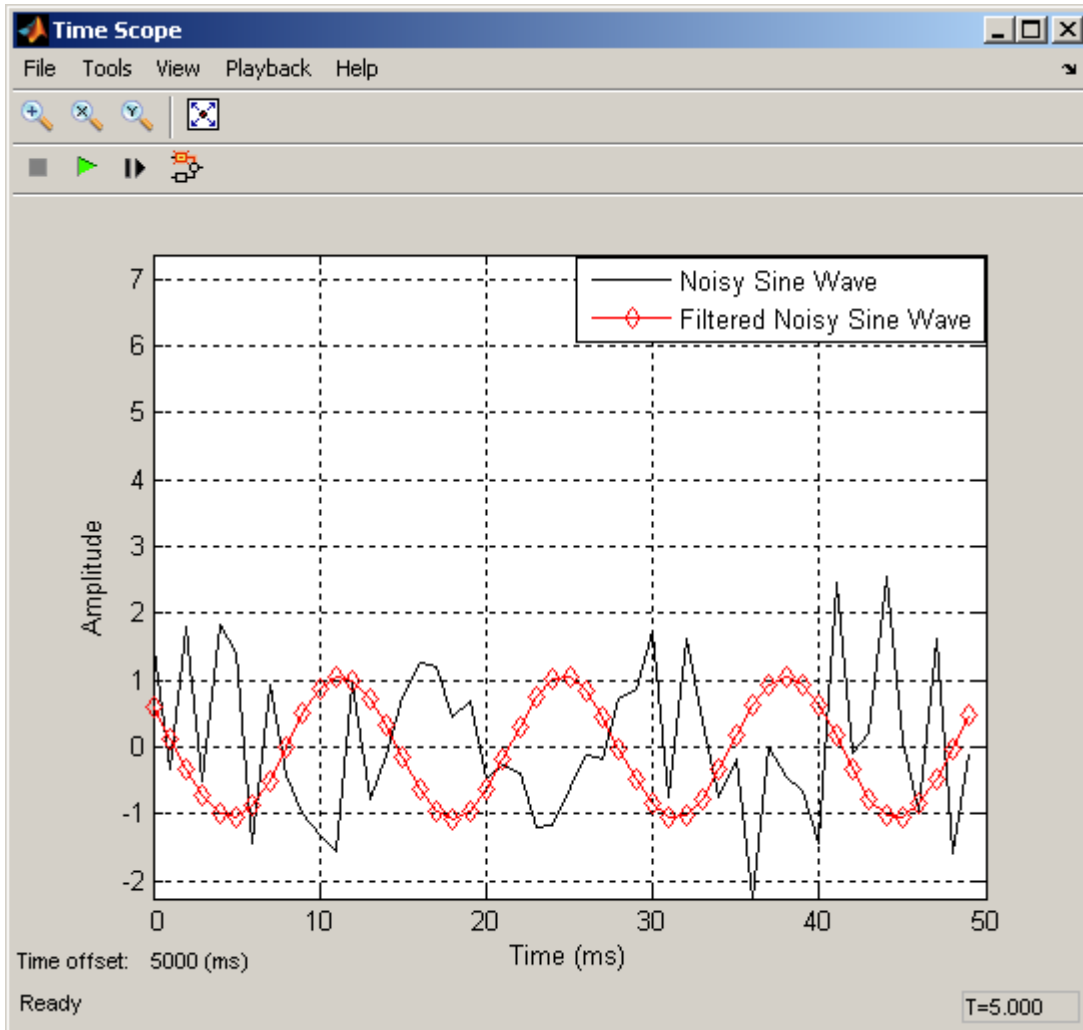 Time Scope
File Tools View Playback Help
Noisy Sine Wave
Filtered Noisy Sine Wave
7
6
5
4
3
2
1
0
-1
-2
Amplitude
0 10 20 30 40 50
Time (ms)
Time offset: 5000 (ms)
Ready
T=5.000